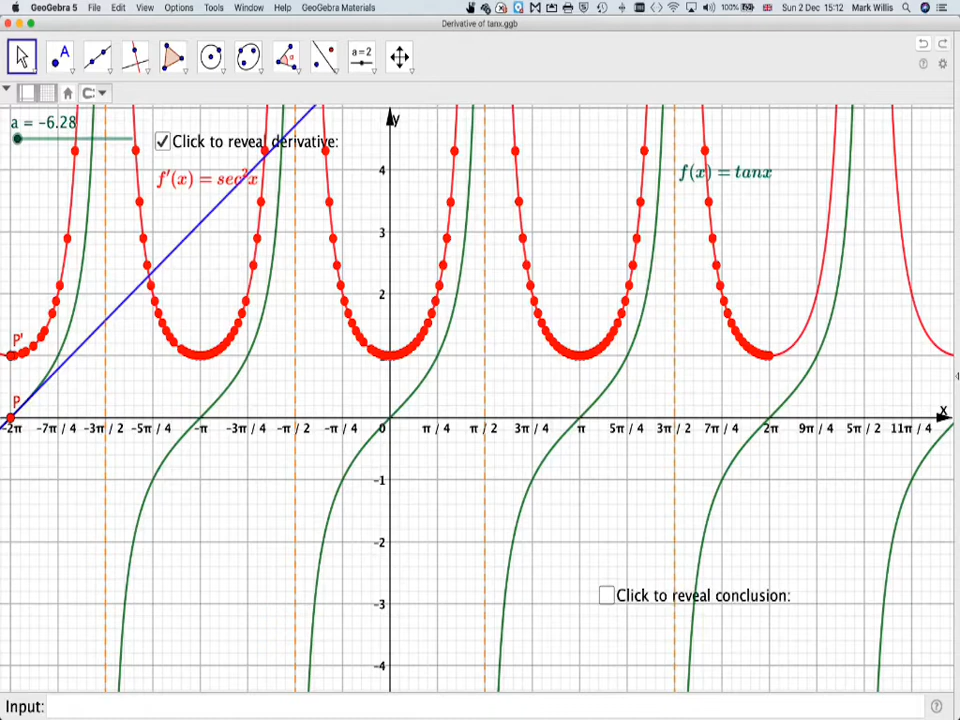 GeoGebra 5 File Edit View Options Tools Window Help GeoGebra Materials 100% Sun 2 Dec 15:12 Mark Willis
Derivative of tanx.ggb
A a=2
a = −6.28
Click to reveal derivative:
f′(x) = sec²x
f(x) = tanx
y
4
3
2
P'
P
x
-2π -7π / 4 -3π / 2 -5π / 4 -π -3π / 4 -π / 2 -π / 4 0 π / 4 π / 2 3π / 4 π 5π / 4 3π / 2 7π / 4 2π 9π / 4 5π / 2 11π / 4
-1
-2
-3
-4
Click to reveal conclusion:
Input: